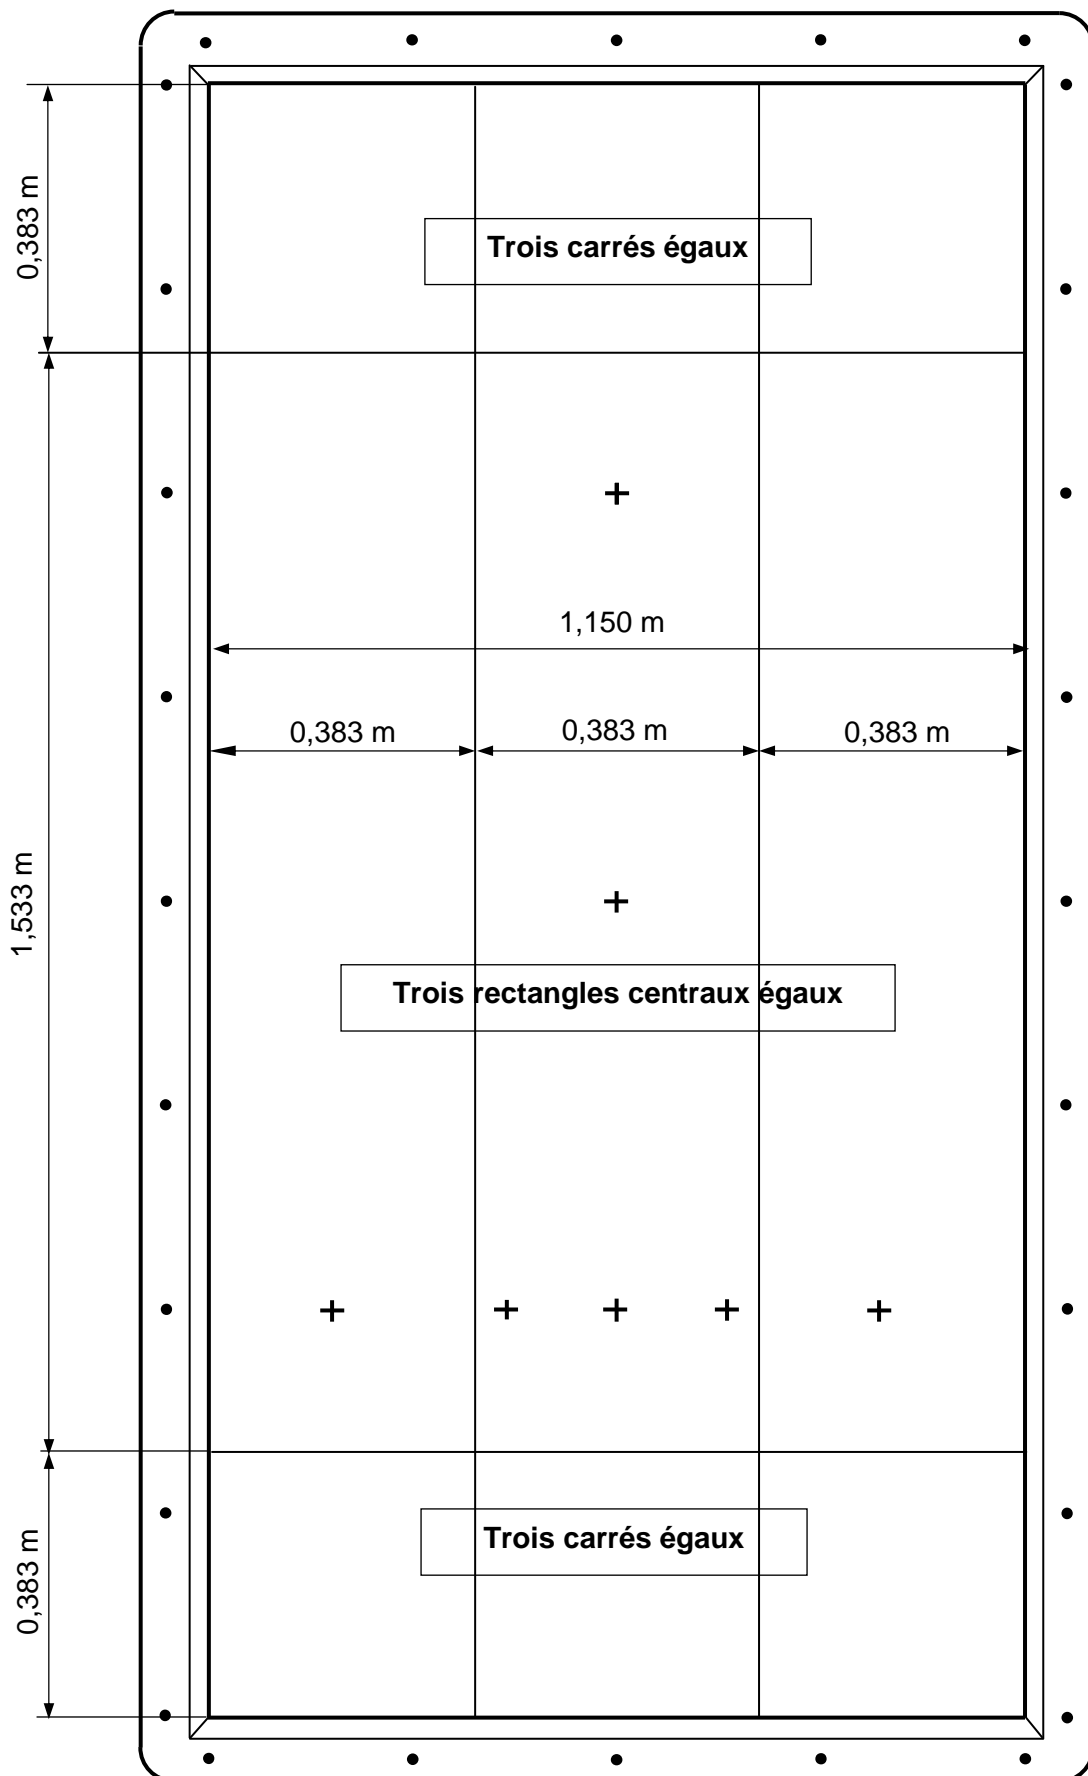 0,383 m
Trois carrés égaux
1,150 m
0,383 m
0,383 m
0,383 m
1,533 m
Trois rectangles centraux égaux
Trois carrés égaux
0,383 m